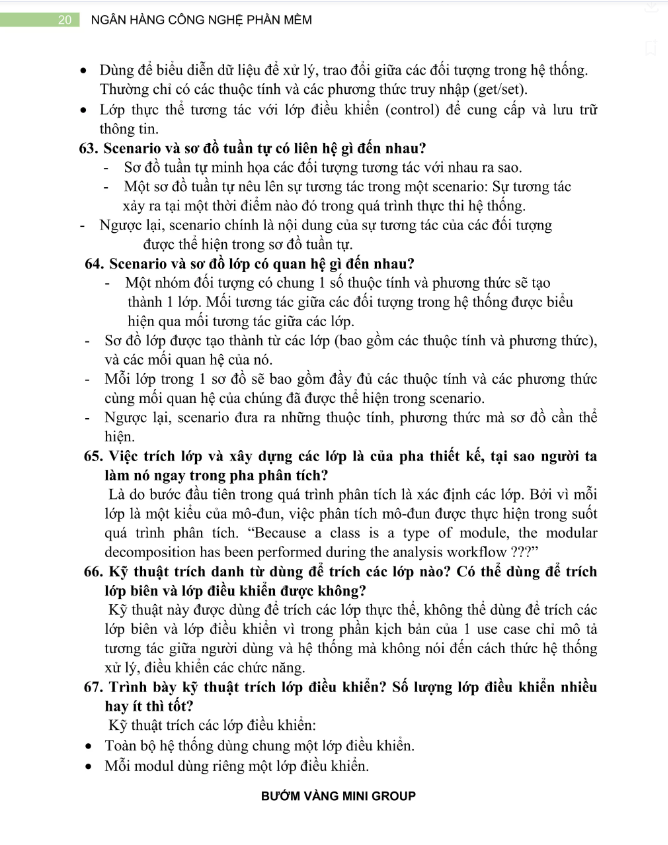 20 NGÂN HÀNG CÔNG NGHỆ PHẦN MỀM
• Dùng để biểu diễn dữ liệu để xử lý, trao đổi giữa các đối tượng trong hệ thống.
Thường chỉ có các thuộc tính và các phương thức truy nhập (get/set).
• Lớp thực thể tương tác với lớp điều khiển (control) để cung cấp và lưu trữ
thông tin.
63. Scenario và sơ đồ tuần tự có liên hệ gì đến nhau?
- Sơ đồ tuần tự minh họa các đối tượng tương tác với nhau ra sao.
- Một sơ đồ tuần tự nêu lên sự tương tác trong một scenario: Sự tương tác
xảy ra tại một thời điểm nào đó trong quá trình thực thi hệ thống.
- Ngược lại, scenario chính là nội dung của sự tương tác của các đối tượng
được thể hiện trong sơ đồ tuần tự.
64. Scenario và sơ đồ lớp có quan hệ gì đến nhau?
- Một nhóm đối tượng có chung 1 số thuộc tính và phương thức sẽ tạo
thành 1 lớp. Mối tương tác giữa các đối tượng trong hệ thống được biểu
hiện qua mối tương tác giữa các lớp.
- Sơ đồ lớp được tạo thành từ các lớp (bao gồm các thuộc tính và phương thức),
và các mối quan hệ của nó.
- Mỗi lớp trong 1 sơ đồ sẽ bao gồm đầy đủ các thuộc tính và các phương thức
cùng mối quan hệ của chúng đã được thể hiện trong scenario.
- Ngược lại, scenario đưa ra những thuộc tính, phương thức mà sơ đồ cần thể
hiện.
65. Việc trích lớp và xây dựng các lớp là của pha thiết kế, tại sao người ta
làm nó ngay trong pha phân tích?
Là do bước đầu tiên trong quá trình phân tích là xác định các lớp. Bởi vì mỗi
lớp là một kiểu của mô-đun, việc phân tích mô-đun được thực hiện trong suốt
quá trình phân tích. “Because a class is a type of module, the modular
decomposition has been performed during the analysis workflow ???”
66. Kỹ thuật trích danh từ dùng để trích các lớp nào? Có thể dùng để trích
lớp biên và lớp điều khiển được không?
Kỹ thuật này được dùng để trích các lớp thực thể, không thể dùng để trích các
lớp biên và lớp điều khiển vì trong phần kịch bản của 1 use case chỉ mô tả
tương tác giữa người dùng và hệ thống mà không nói đến cách thức hệ thống
xử lý, điều khiển các chức năng.
67. Trình bày kỹ thuật trích lớp điều khiển? Số lượng lớp điều khiển nhiều
hay ít thì tốt?
Kỹ thuật trích các lớp điều khiển:
• Toàn bộ hệ thống dùng chung một lớp điều khiển.
• Mỗi modul dùng riêng một lớp điều khiển.
BƯỚM VÀNG MINI GROUP